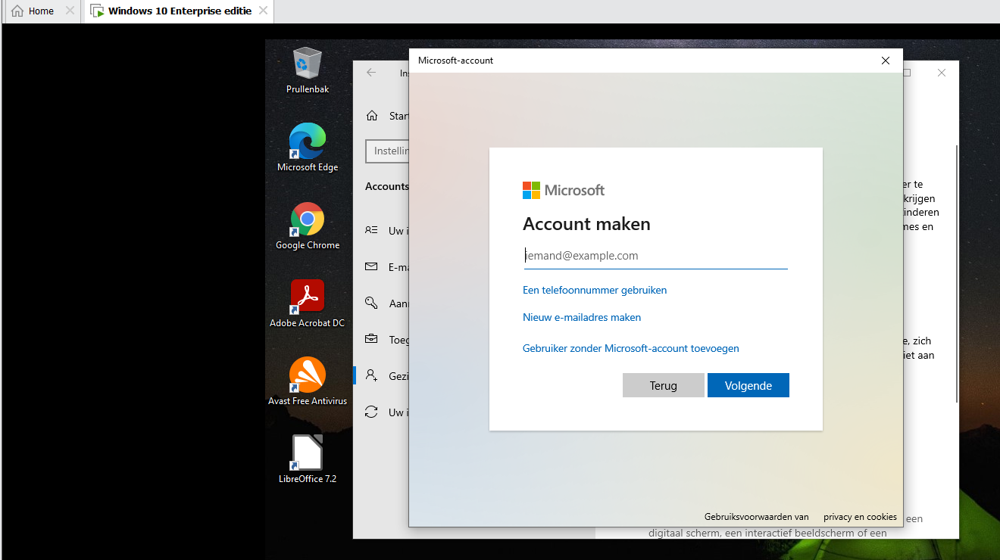 Home
Windows 10 Enterprise editie
Prullenbak
Microsoft Edge
Google Chrome
Adobe Acrobat DC
Avast Free Antivirus
LibreOffice 7.2
Ins
Start
Instellin
Accounts
Uw i
E-ma
Aan
Toeg
Gezi
Uw i
Microsoft-account
Microsoft
Account maken
iemand@example.com
Een telefoonnummer gebruiken
Nieuw e-mailadres maken
Gebruiker zonder Microsoft-account toevoegen
Terug
Volgende
Gebruiksvoorwaarden van
privacy en cookies
er te
krijgen
inderen
mes en
e, zich
iet aan
een
digitaal scherm, een interactief beeldscherm of een